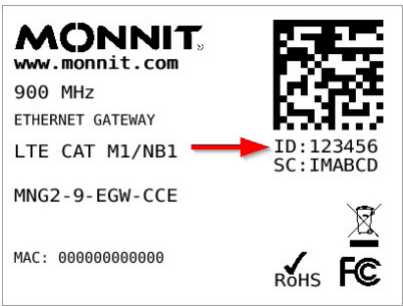 MONNIT®
www.monnit.com
900 MHz
ETHERNET GATEWAY
LTE CAT M1/NB1
ID:123456
SC:IMABCD
MNG2-9-EGW-CCE
MAC: 000000000000
RoHS FC